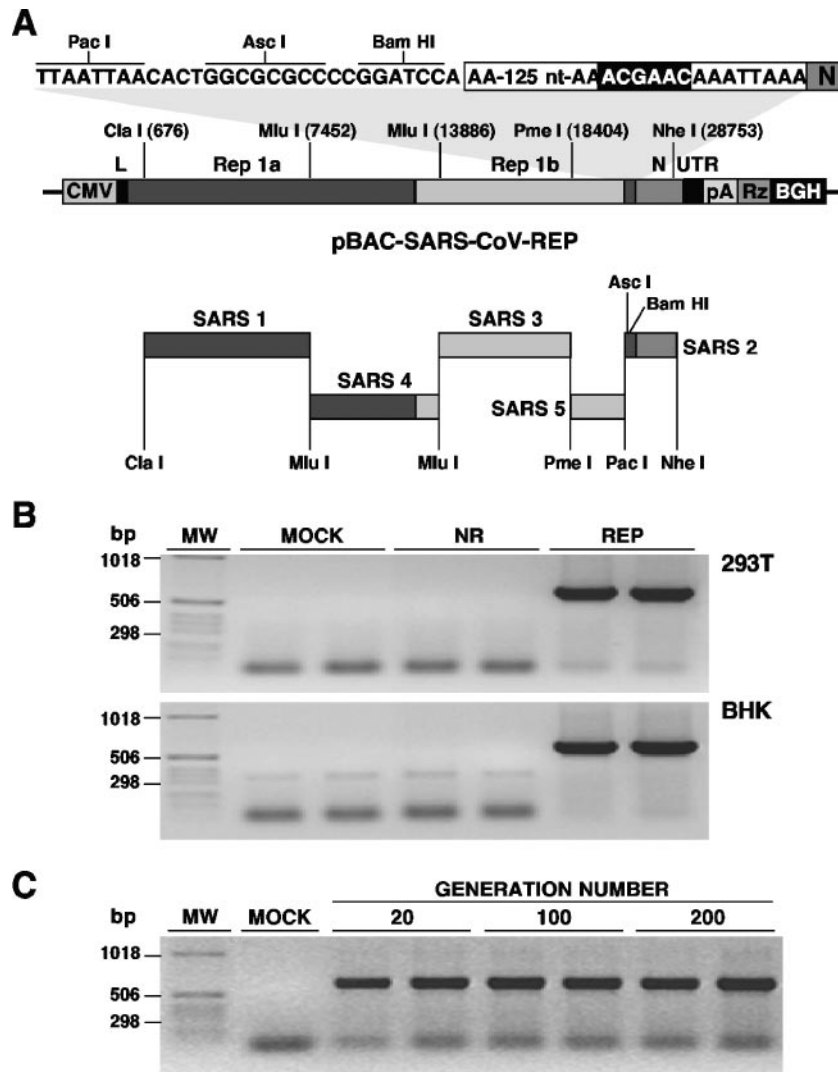 A
Pac I Asc I Bam HI
TTAATTAACACTGGCGCGCCCCGGATCCA AA-125 nt-AAACGAACAAATTAAA N
Cla I (676) Mlu I (7452) Mlu I (13886) Pme I (18404) Nhe I (28753)
L Rep 1a Rep 1b N UTR
CMV pA Rz BGH
pBAC-SARS-CoV-REP
Asc I
Bam HI
SARS 1 SARS 3 SARS 2
SARS 4 SARS 5
Cla I Mlu I Mlu I Pme I Pac I Nhe I
B
bp MW MOCK NR REP
1018 293T
506
298
1018 BHK
506
298
C
GENERATION NUMBER
bp MW MOCK 20 100 200
1018
506
298